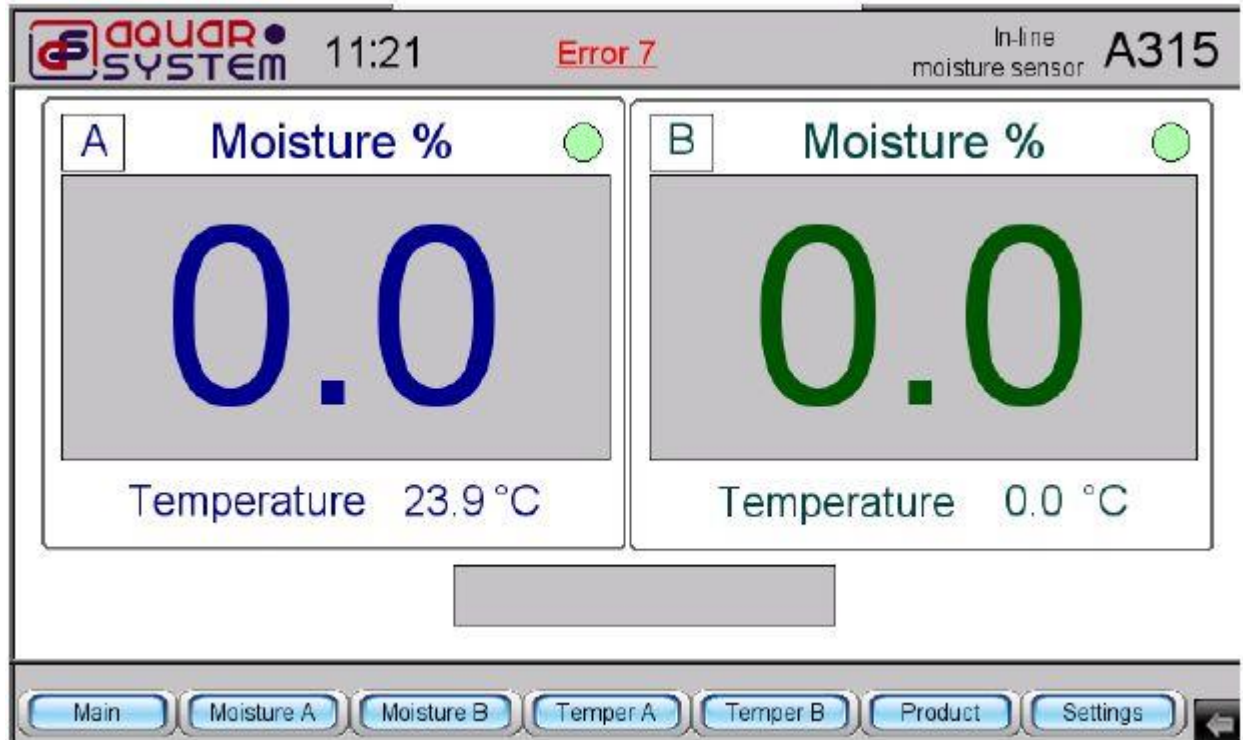 aquar
system
11:21
Error 7
In-line
moisture sensor
A315
A
Moisture %
0.0
Temperature 23.9 °C
B
Moisture %
0.0
Temperature 0.0 °C
Main
Moisture A
Moisture B
Temper A
Temper B
Product
Settings